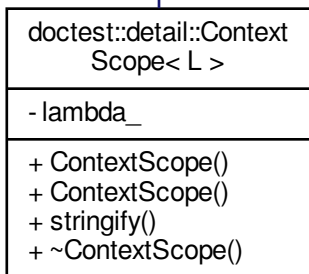 doctest::detail::Context
Scope< L >
- lambda_
+ ContextScope()
+ ContextScope()
+ stringify()
+ ~ContextScope()